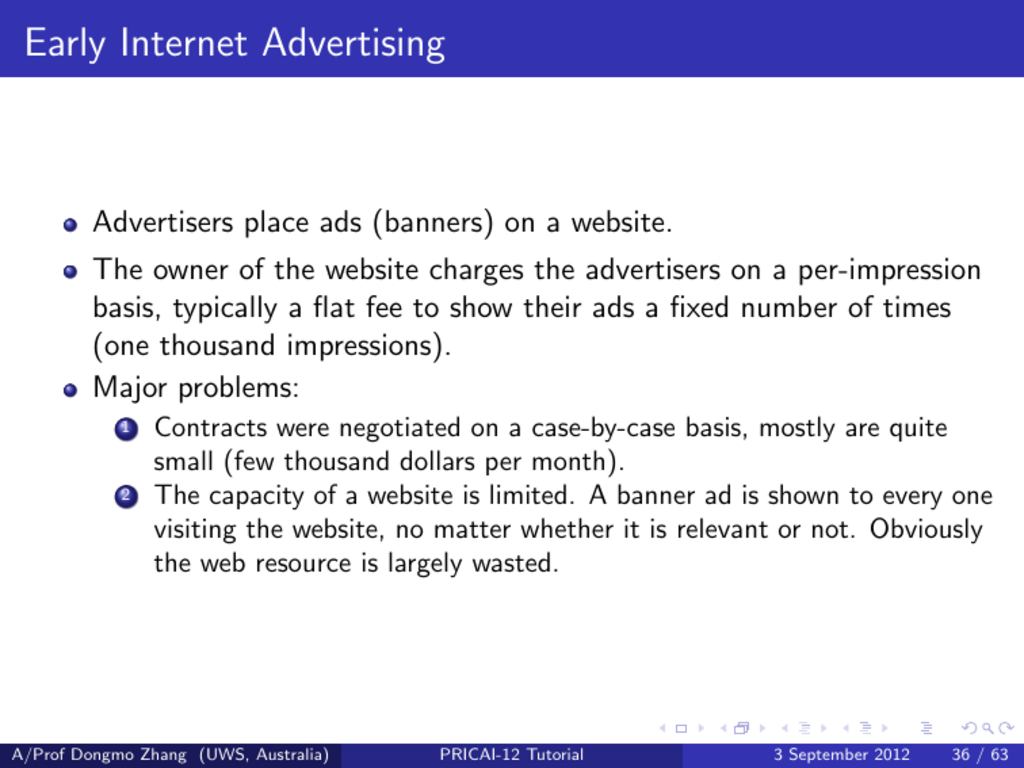 Early Internet Advertising
Advertisers place ads (banners) on a website.
The owner of the website charges the advertisers on a per-impression
basis, typically a flat fee to show their ads a fixed number of times
(one thousand impressions).
Major problems:
1 Contracts were negotiated on a case-by-case basis, mostly are quite
small (few thousand dollars per month).
2 The capacity of a website is limited. A banner ad is shown to every one
visiting the website, no matter whether it is relevant or not. Obviously
the web resource is largely wasted.
A/Prof Dongmo Zhang (UWS, Australia) PRICAI-12 Tutorial 3 September 2012 36 / 63